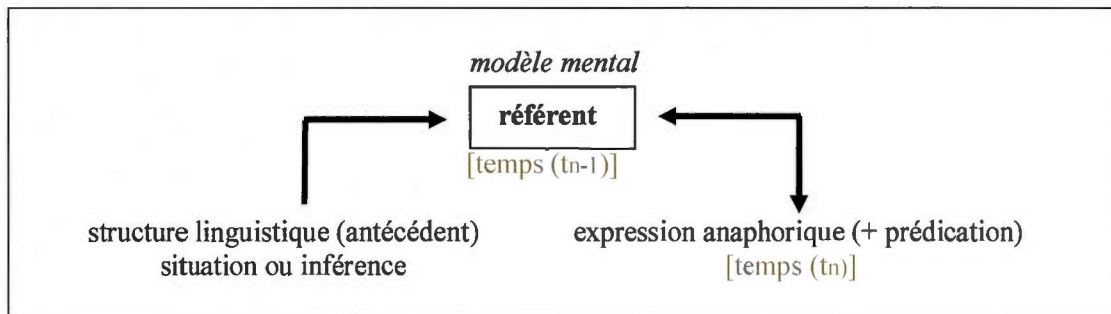 modèle mental
référent
[temps (tn-1)]
structure linguistique (antécédent)
situation ou inférence
expression anaphorique (+ prédication)
[temps (tn)]